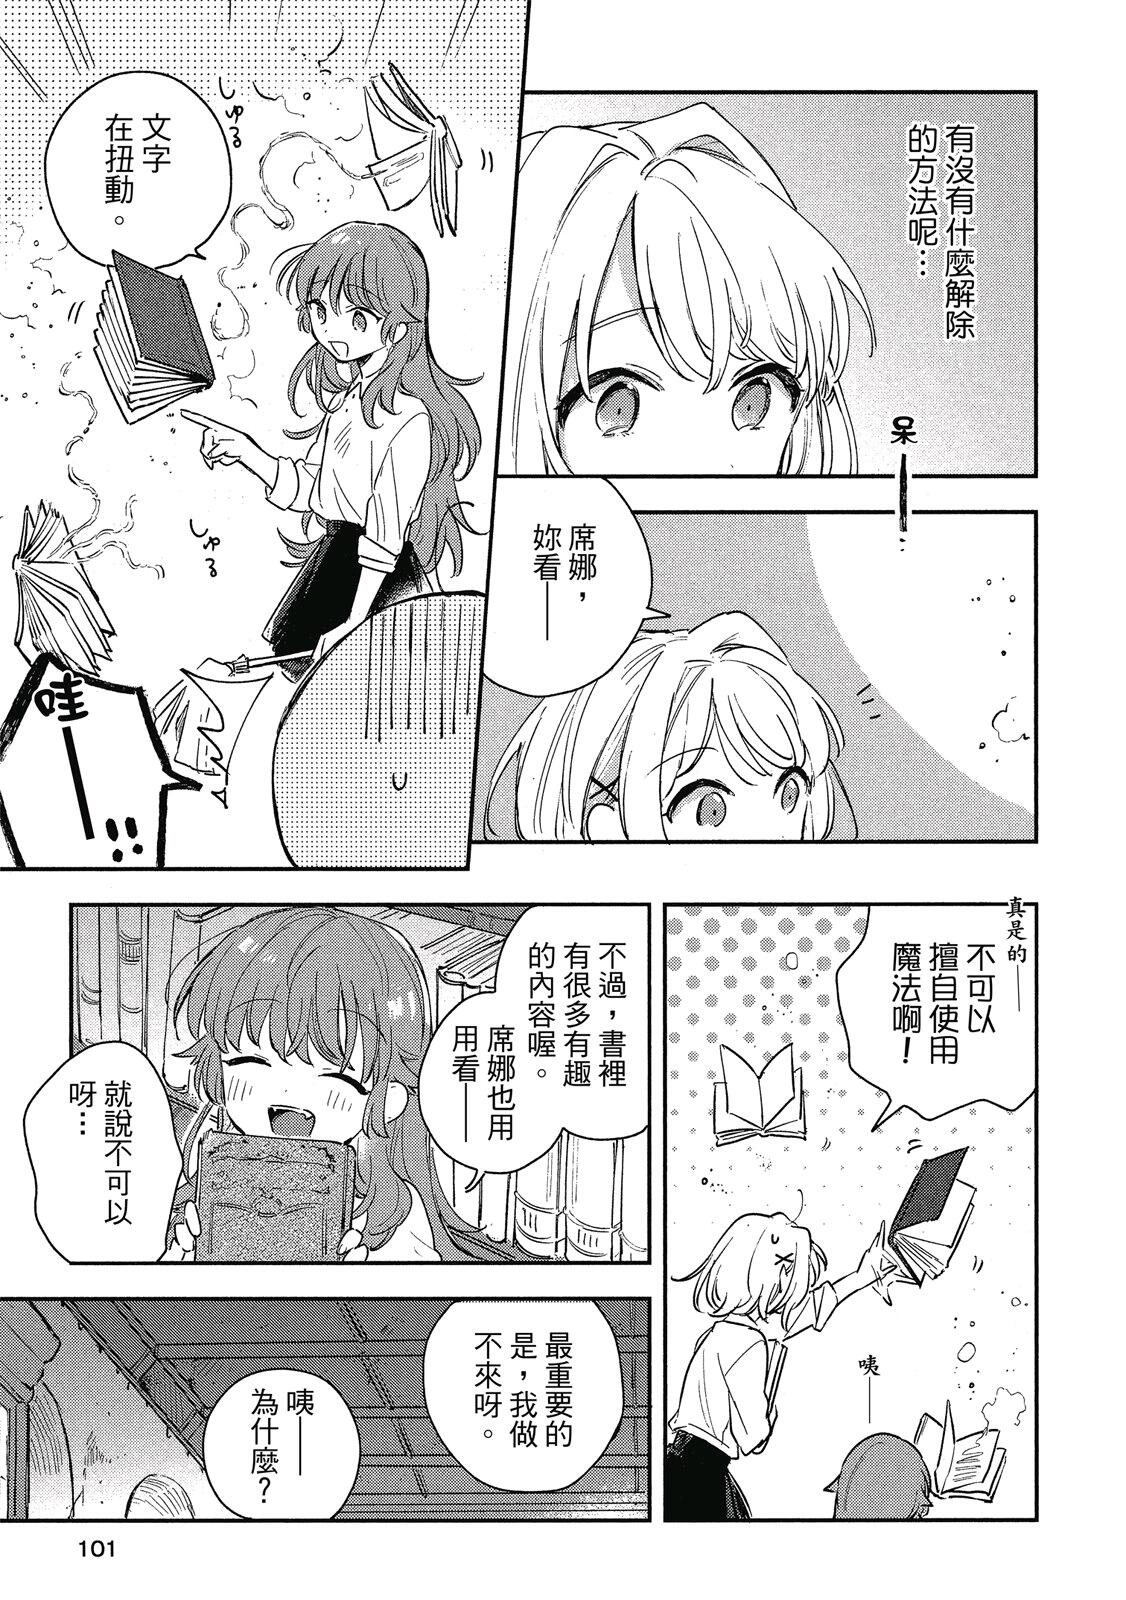 有沒有什麼解除
的方法呢…
呆
席娜，
妳看——
文字
在扭動。
しゅる
しゅる
哇——!!
真是的——
不可以
擅自使用
魔法啊！
咦——
不過，書裡
有很多有趣
的內容喔。
席娜也用
用看——
就說不可以
呀…
最重要的
是，我做
不來呀。
咦——
為什麼？
101